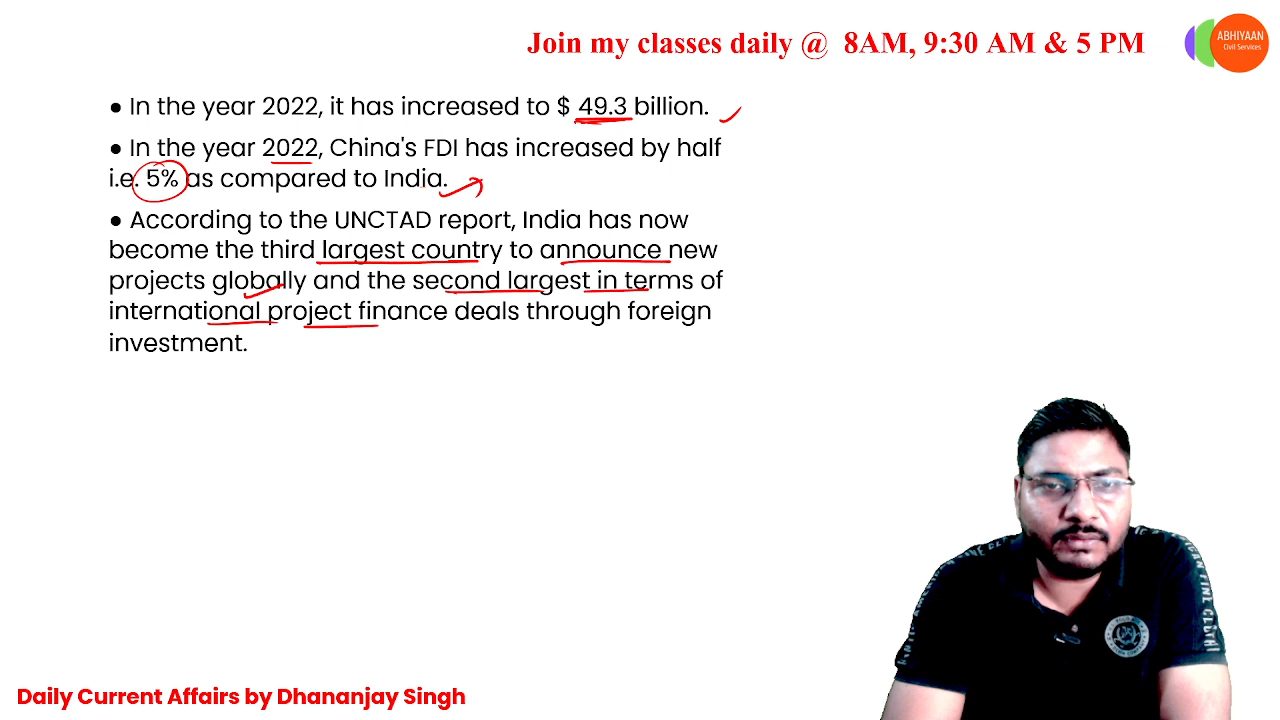 Join my classes daily @ 8AM, 9:30 AM & 5 PM
ABHIYAAN
Civil Services
● In the year 2022, it has increased to $ 49.3 billion.
● In the year 2022, China's FDI has increased by half
i.e. 5% as compared to India.
● According to the UNCTAD report, India has now
become the third largest country to announce new
projects globally and the second largest in terms of
international project finance deals through foreign
investment.
Daily Current Affairs by Dhananjay Singh